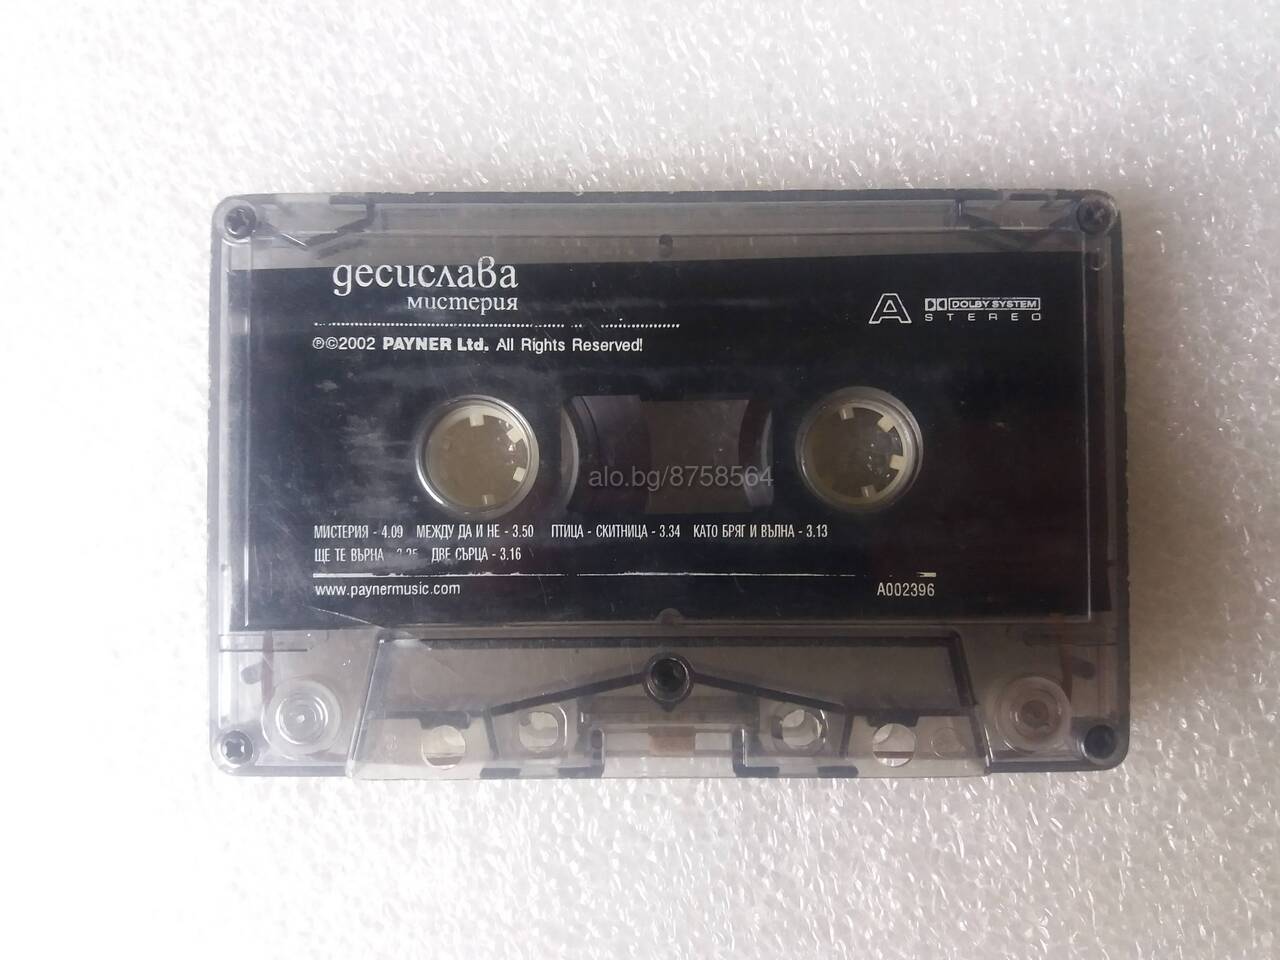 десислава
мистерия
A DOLBY SYSTEM
STEREO
℗©2002 PAYNER Ltd. All Rights Reserved!
alo.bg/8758564
МИСТЕРИЯ - 4.09 МЕЖДУ ДА И НЕ - 3.50 ПТИЦА - СКИТНИЦА - 3.34 КАТО БРЯГ И ВЪЛНА - 3.13
ЩЕ ТЕ ВЪРНА ДВЕ СЪРЦА - 3.16
www.paynermusic.com A002396